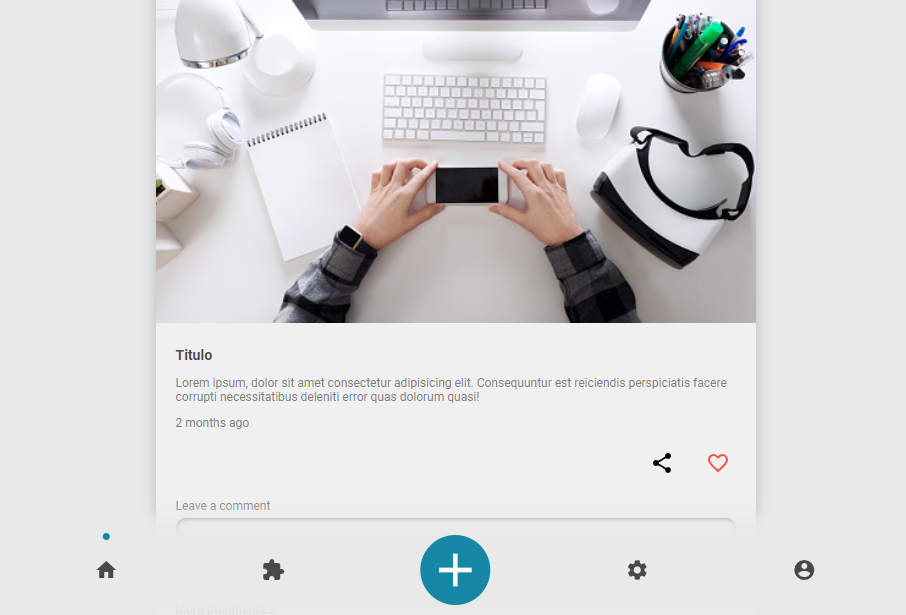 Titulo
Lorem ipsum, dolor sit amet consectetur adipisicing elit. Consequuntur est reiciendis perspiciatis facere
corrupti necessitatibus deleniti error quas dolorum quasi!
2 months ago
Leave a comment
More Comments...